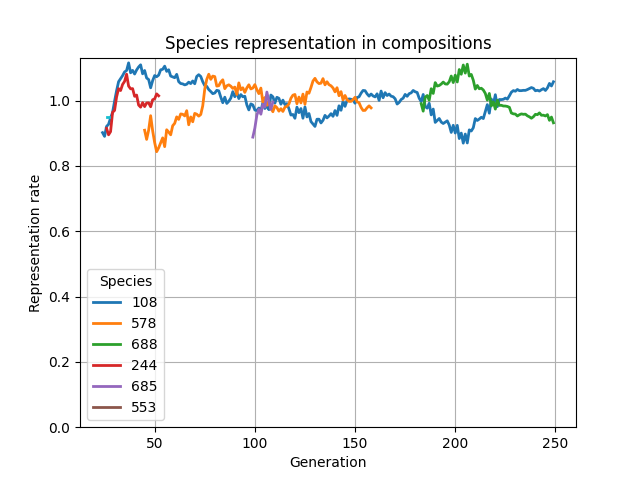 Species representation in compositions
Representation rate
1.0
0.8
0.6
0.4
0.2
0.0
Species
108
578
688
244
685
553
50 100 150 200 250
Generation